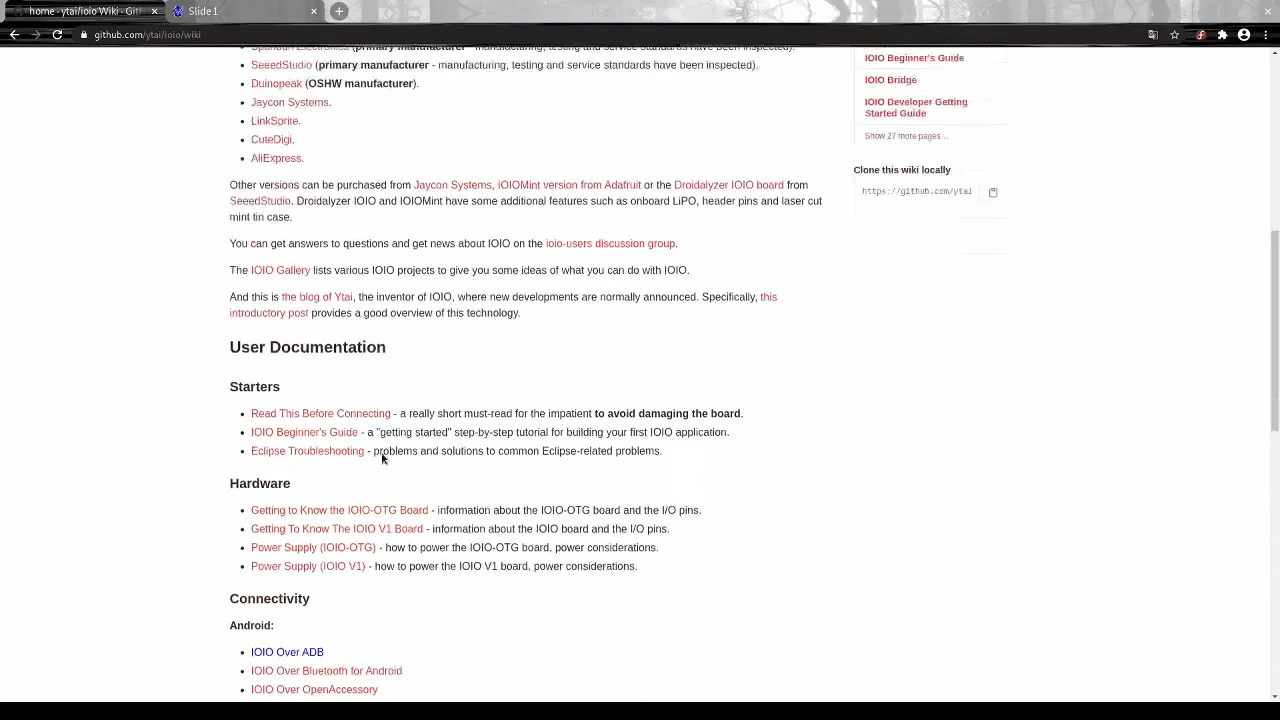 home · ytai/ioio Wiki · Git
Slide 1
github.com/ytai/ioio/wiki
Sparkfun Electronics (primary manufacturer - manufacturing, testing and service standards have been inspected).
SeeedStudio (primary manufacturer - manufacturing, testing and service standards have been inspected).
Duinopeak (OSHW manufacturer).
Jaycon Systems.
LinkSprite.
CuteDigi.
AliExpress.
Other versions can be purchased from Jaycon Systems, IOIOMint version from Adafruit or the Droidalyzer IOIO board from
SeeedStudio. Droidalyzer IOIO and IOIOMint have some additional features such as onboard LiPO, header pins and laser cut
mint tin case.
You can get answers to questions and get news about IOIO on the ioio-users discussion group.
The IOIO Gallery lists various IOIO projects to give you some ideas of what you can do with IOIO.
And this is the blog of Ytai, the inventor of IOIO, where new developments are normally announced. Specifically, this
introductory post provides a good overview of this technology.
User Documentation
Starters
Read This Before Connecting - a really short must-read for the impatient to avoid damaging the board.
IOIO Beginner's Guide - a "getting started" step-by-step tutorial for building your first IOIO application.
Eclipse Troubleshooting - problems and solutions to common Eclipse-related problems.
Hardware
Getting to Know the IOIO-OTG Board - information about the IOIO-OTG board and the I/O pins.
Getting To Know The IOIO V1 Board - information about the IOIO board and the I/O pins.
Power Supply (IOIO-OTG) - how to power the IOIO-OTG board, power considerations.
Power Supply (IOIO V1) - how to power the IOIO V1 board, power considerations.
Connectivity
Android:
IOIO Over ADB
IOIO Over Bluetooth for Android
IOIO Over OpenAccessory
IOIO Beginner's Guide
IOIO Bridge
IOIO Developer Getting
Started Guide
Show 27 more pages…
Clone this wiki locally
https://github.com/ytai